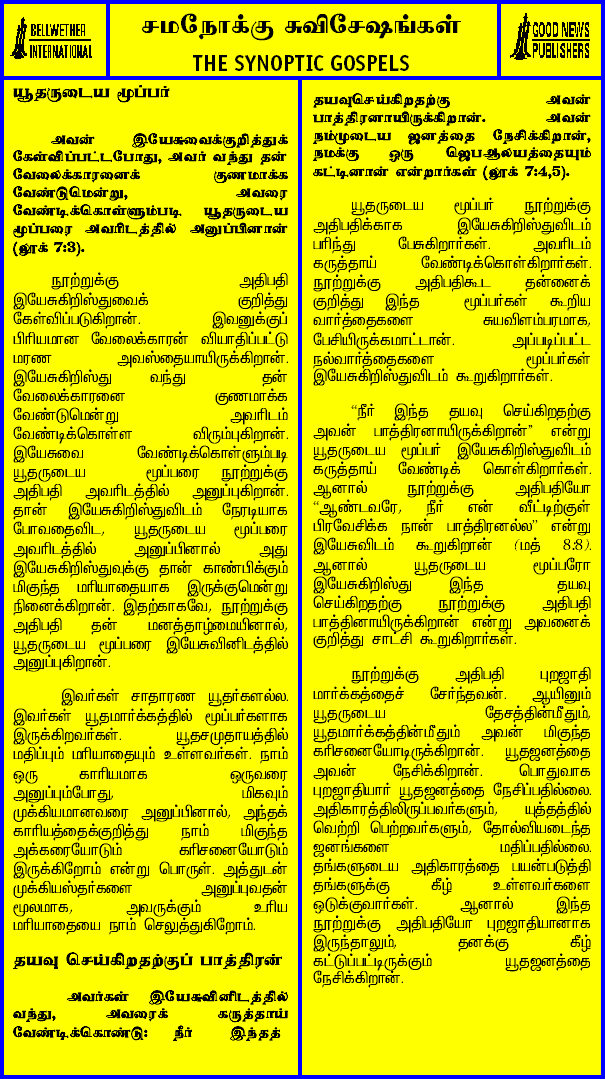 BELLWETHER
INTERNATIONAL
சமநோக்கு சுவிசேஷங்கள்
THE SYNOPTIC GOSPELS
GOOD NEWS
PUBLISHERS
யூதருடைய மூப்பர்
அவன் இயேசுவைக்குறித்துக்
கேள்விப்பட்டபோது, அவர் வந்து தன்
வேலைக்காரனைக் குணமாக்க
வேண்டுமென்று, அவரை
வேண்டிக்கொள்ளும்படி யூதருடைய
மூப்பரை அவரிடத்தில் அனுப்பினான்
(லூக் 7:3).
நூற்றுக்கு அதிபதி
இயேசுகிறிஸ்துவைக் குறித்து
கேள்விப்படுகிறான். இவனுக்குப்
பிரியமான வேலைக்காரன் வியாதிப்பட்டு
மரண அவஸ்தையாயிருக்கிறான்.
இயேசுகிறிஸ்து வந்து தன்
வேலைக்காரனை குணமாக்க
வேண்டுமென்று அவரிடம்
வேண்டிக்கொள்ள விரும்புகிறான்.
இயேசுவை வேண்டிக்கொள்ளும்படி
யூதருடைய மூப்பரை நூற்றுக்கு
அதிபதி அவரிடத்தில் அனுப்புகிறான்.
தான் இயேசுகிறிஸ்துவிடம் நேரடியாக
போவதைவிட, யூதருடைய மூப்பரை
அவரிடத்தில் அனுப்பினால் அது
இயேசுகிறிஸ்துவுக்கு தான் காண்பிக்கும்
மிகுந்த மரியாதையாக இருக்குமென்று
நினைக்கிறான். இதற்காகவே, நூற்றுக்கு
அதிபதி தன் மனத்தாழ்மையினால்,
யூதருடைய மூப்பரை இயேசுவினிடத்தில்
அனுப்புகிறான்.
இவர்கள் சாதாரண யூதர்களல்ல.
இவர்கள் யூதமார்க்கத்தில் மூப்பர்களாக
இருக்கிறவர்கள். யூதசமுதாயத்தில்
மதிப்பும் மரியாதையும் உள்ளவர்கள். நாம்
ஒரு காரியமாக ஒருவரை
அனுப்பும்போது, மிகவும்
முக்கியமானவரை அனுப்பினால், அந்தக்
காரியத்தைக்குறித்து நாம் மிகுந்த
அக்கரையோடும் கரிசனையோடும்
இருக்கிறோம் என்று பொருள். அத்துடன்
முக்கியஸ்தர்களை அனுப்புவதன்
மூலமாக, அவருக்கும் உரிய
மரியாதையை நாம் செலுத்துகிறோம்.
தயவு செய்கிறதற்குப் பாத்திரன்
அவர்கள் இயேசுவினிடத்தில்
வந்து, அவரைக் கருத்தாய்
வேண்டிக்கொண்டு: நீர் இந்தத்
தயவுசெய்கிறதற்கு அவன்
பாத்திரனாயிருக்கிறான். அவன்
நம்முடைய ஜனத்தை நேசிக்கிறான்,
நமக்கு ஒரு ஜெபஆலயத்தையும்
கட்டினான் என்றார்கள் (லூக் 7:4,5).
யூதருடைய மூப்பர் நூற்றுக்கு
அதிபதிக்காக இயேசுகிறிஸ்துவிடம்
பரிந்து பேசுகிறார்கள். அவரிடம்
கருத்தாய் வேண்டிக்கொள்கிறார்கள்.
நூற்றுக்கு அதிபதிகூட தன்னைக்
குறித்து இந்த மூப்பர்கள் கூறிய
வார்த்தைகளை சுயவிளம்பரமாக,
பேசியிருக்கமாட்டான். அப்படிப்பட்ட
நல்வார்த்தைகளை மூப்பர்கள்
இயேசுகிறிஸ்துவிடம் கூறுகிறார்கள்.
“நீர் இந்த தயவு செய்கிறதற்கு
அவன் பாத்திரனாயிருக்கிறான்” என்று
யூதருடைய மூப்பர் இயேசுகிறிஸ்துவிடம்
கருத்தாய் வேண்டிக் கொள்கிறார்கள்.
ஆனால் நூற்றுக்கு அதிபதியோ
“ஆண்டவரே, நீர் என் வீட்டிற்குள்
பிரவேசிக்க நான் பாத்திரனல்ல” என்று
இயேசுவிடம் கூறுகிறான் (மத் 8:8).
ஆனால் யூதருடைய மூப்பரோ
இயேசுகிறிஸ்து இந்த தயவு
செய்கிறதற்கு நூற்றுக்கு அதிபதி
பாத்தினாயிருக்கிறான் என்று அவனைக்
குறித்து சாட்சி கூறுகிறார்கள்.
நூற்றுக்கு அதிபதி புறஜாதி
மார்க்கத்தைச் சேர்ந்தவன். ஆயினும்
யூதருடைய தேசத்தின்மீதும்,
யூதமார்க்கத்தின்மீதும் அவன் மிகுந்த
கரிசனையோடிருக்கிறான். யூதஜனத்தை
அவன் நேசிக்கிறான். பொதுவாக
புறஜாதியார் யூதஜனத்தை நேசிப்பதில்லை.
அதிகாரத்திலிருப்பவர்களும், யுத்தத்தில்
வெற்றி பெற்றவர்களும், தோல்வியடைந்த
ஜனங்களை மதிப்பதில்லை.
தங்களுடைய அதிகாரத்தை பயன்படுத்தி
தங்களுக்கு கீழ் உள்ளவர்களை
ஒடுக்குவார்கள். ஆனால் இந்த
நூற்றுக்கு அதிபதியோ புறஜாதியானாக
இருந்தாலும், தனக்கு கீழ்
கட்டுப்பட்டிருக்கும் யூதஜனத்தை
நேசிக்கிறான்.